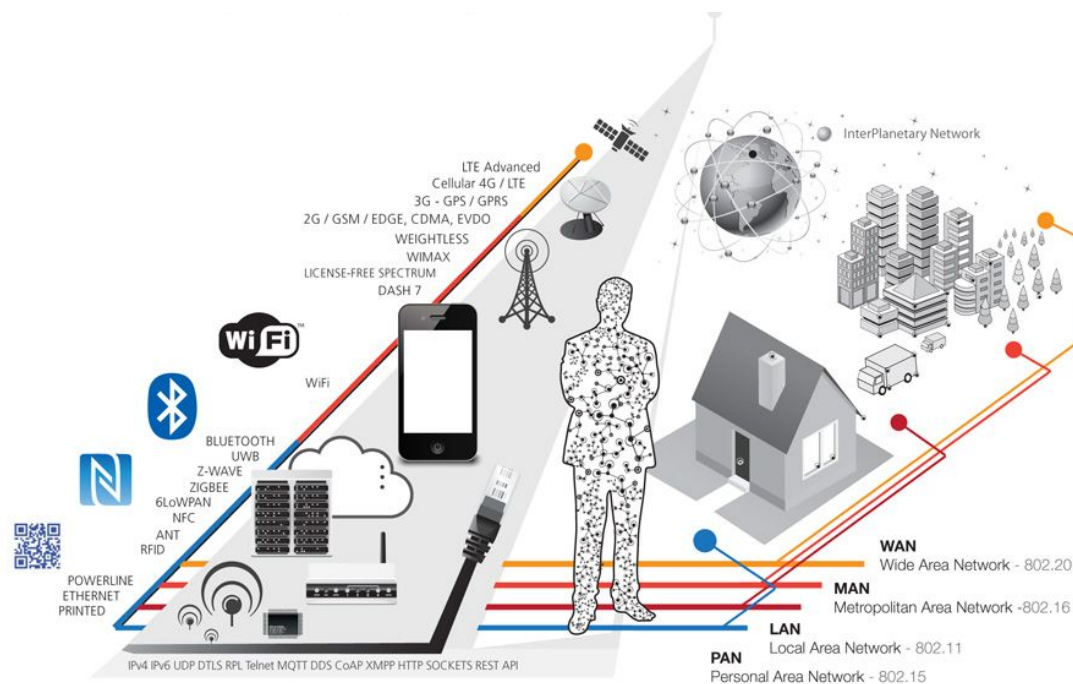 InterPlanetary Network
LTE Advanced
Cellular 4G / LTE
3G - GPS / GPRS
2G / GSM / EDGE, CDMA, EVDO
WEIGHTLESS
WIMAX
LICENSE-FREE SPECTRUM
DASH 7
WiFi™
WiFi
BLUETOOTH
UWB
Z-WAVE
ZIGBEE
6LoWPAN
NFC
ANT
RFID
POWERLINE
ETHERNET
PRINTED
WAN
Wide Area Network - 802.20
MAN
Metropolitan Area Network -802.16
LAN
Local Area Network - 802.11
PAN
Personal Area Network - 802.15
IPv4 IPv6 UDP DTLS RPL Telnet MQTT DDS CoAP XMPP HTTP SOCKETS REST API